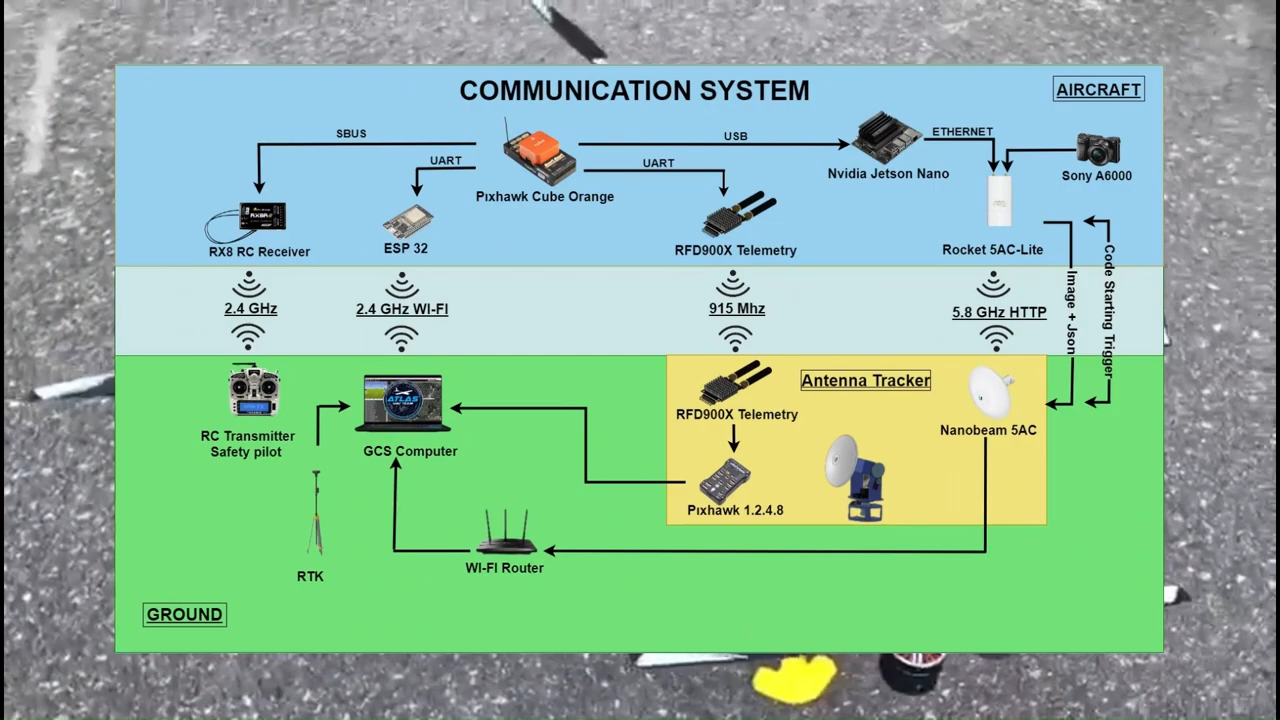 COMMUNICATION SYSTEM
AIRCRAFT
SBUS
USB
ETHERNET
UART
UART
Nvidia Jetson Nano
Sony A6000
Pıxhawk Cube Orange
RX8 RC Receiver
ESP 32
RFD900X Telemetry
Rocket 5AC-Lite
2.4 GHz
2.4 GHz WI-FI
915 Mhz
5.8 GHz HTTP
Image + Json
Code Starting Trigger
Antenna Tracker
ATLAS
RFD900X Telemetry
Nanobeam 5AC
RC Transmitter
Safety pilot
GCS Computer
Pıxhawk 1.2.4.8
WI-FI Router
RTK
GROUND